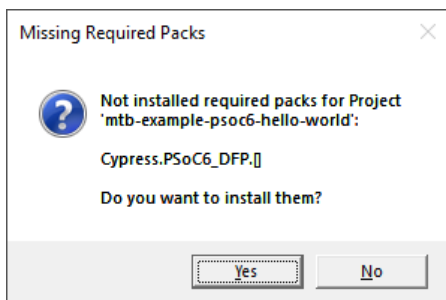 Missing Required Packs
Not installed required packs for Project
'mtb-example-psoc6-hello-world':
Cypress.PSoC6_DFP.[]
Do you want to install them?
Yes
No